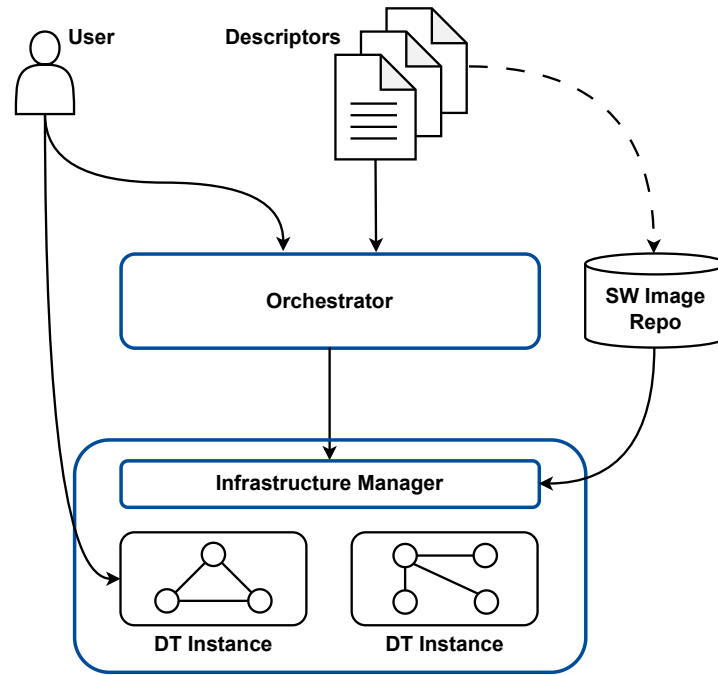 User
Descriptors
Orchestrator
SW Image
Repo
Infrastructure Manager
DT Instance
DT Instance